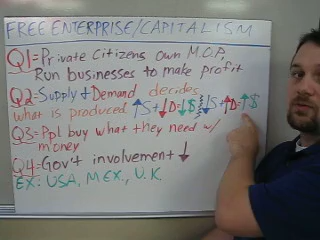 FREE ENTERPRISE/CAPITALISM
Q1=Private Citizens own M.O.P,
Run businesses to make profit
Q2=Supply + Demand decides
what is produced ↑S+↓D=↓$ ↓S+↑D=↑$
Q3=Ppl buy what they need w/
money
Q4=Gov't involvement ↓
EX: USA, MEX., U.K.